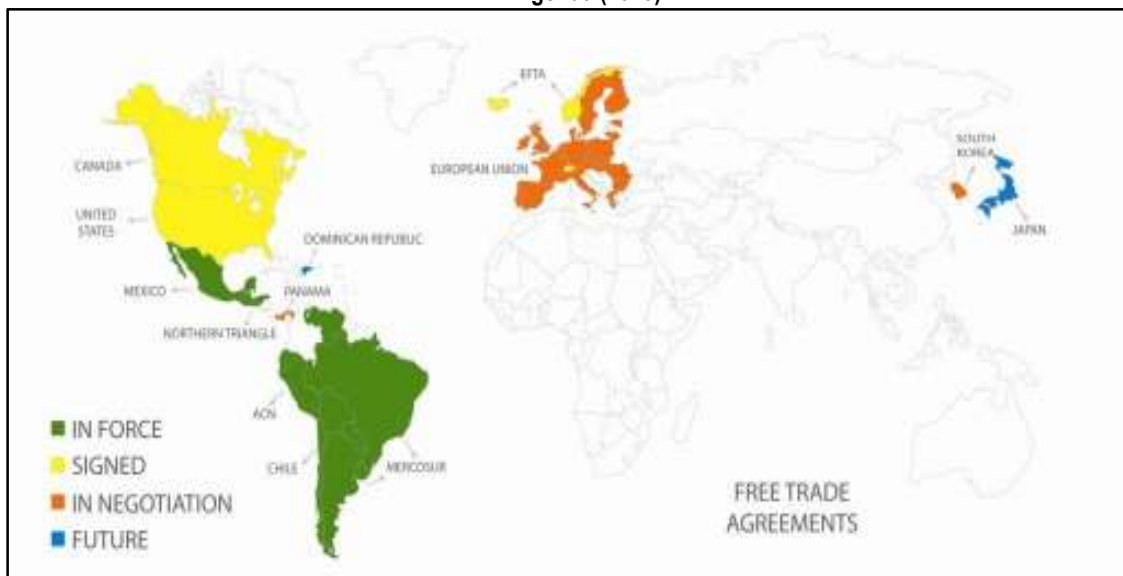 EFTA
CANADA
EUROPEAN UNION
SOUTH
KOREA
UNITED
STATES
JAPAN
DOMINICAN REPUBLIC
MEXICO
PANAMA
NORTHERN TRIANGLE
ACN
CHILE
MERCOSUR
IN FORCE
SIGNED
IN NEGOTIATION
FUTURE
FREE TRADE
AGREEMENTS